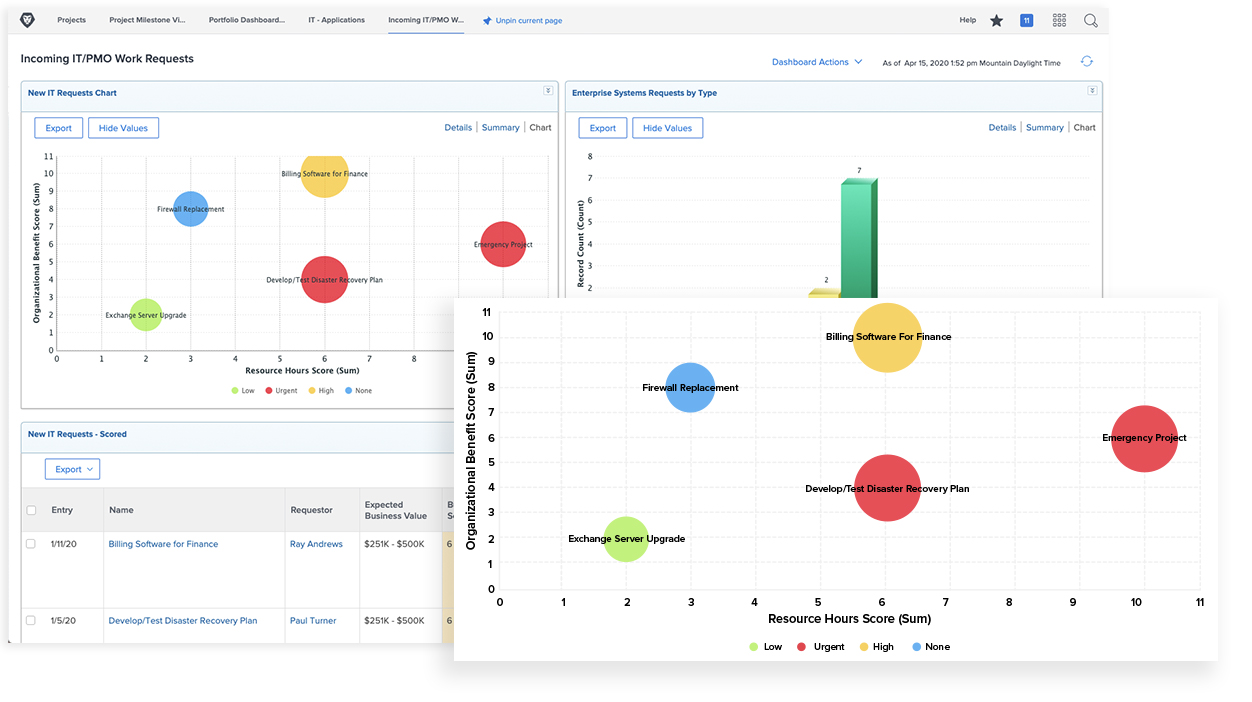 Projects
Project Milestone Vi...
Portfolio Dashboard...
IT - Applications
Incoming IT/PMO W...
Unpin current page
Help
11
Incoming IT/PMO Work Requests
Dashboard Actions
As of Apr 15, 2020 1:52 pm Mountain Daylight Time
New IT Requests Chart
Export
Hide Values
Details | Summary | Chart
11
10
9
8
7
6
5
4
3
2
1
0
Organizational Benefit Score (Sum)
Billing Software for Finance
Firewall Replacement
Emergency Project
Develop/Test Disaster Recovery Plan
Exchange Server Upgrade
0 1 2 3 4 5 6 7 8
Resource Hours Score (Sum)
Low Urgent High None
Enterprise Systems Requests by Type
Export
Hide Values
Details | Summary | Chart
8
7
6
5
4
3
2
Record Count (Count)
7
2
New IT Requests - Scored
Export
Entry Name Requestor Expected
Business Value
1/11/20 Billing Software for Finance Ray Andrews $251K - $500K 6
1/5/20 Develop/Test Disaster Recovery Plan Paul Turner $251K - $500K 6
11
10
9
8
7
6
5
4
3
2
1
0
Organizational Benefit Score (Sum)
Billing Software For Finance
Firewall Replacement
Emergency Project
Develop/Test Disaster Recovery Plan
Exchange Server Upgrade
0 1 2 3 4 5 6 7 8 9 10 11
Resource Hours Score (Sum)
Low Urgent High None